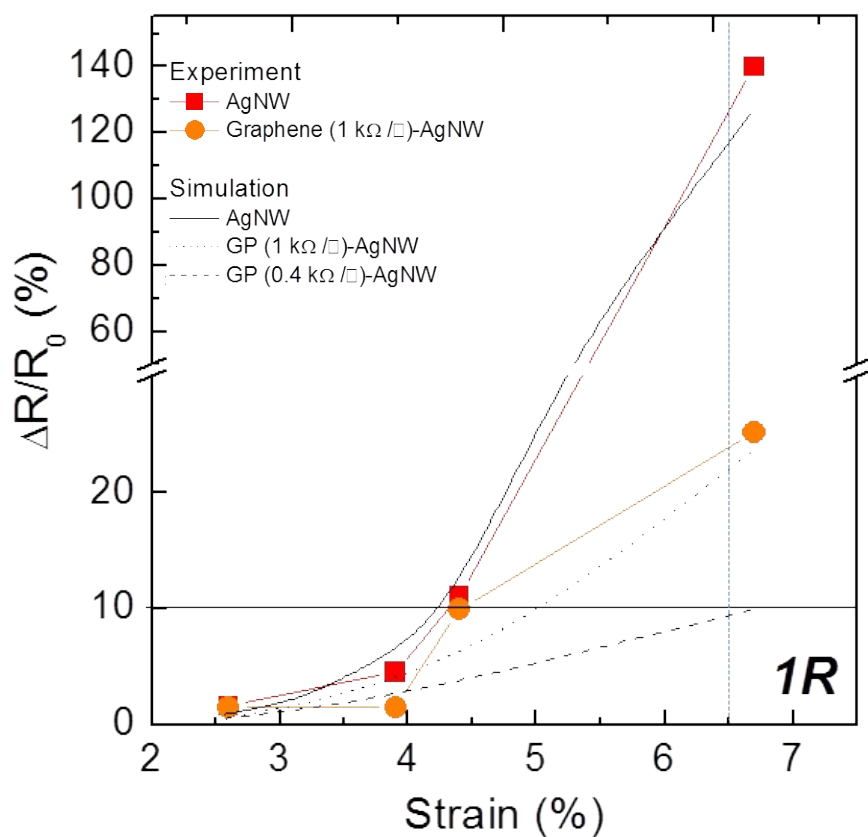 Experiment
AgNW
Graphene (1 kΩ /□)-AgNW
Simulation
AgNW
GP (1 kΩ /□)-AgNW
GP (0.4 kΩ /□)-AgNW
140
120
100
80
60
20
10
0
ΔR/R0 (%)
1R
2 3 4 5 6 7
Strain (%)